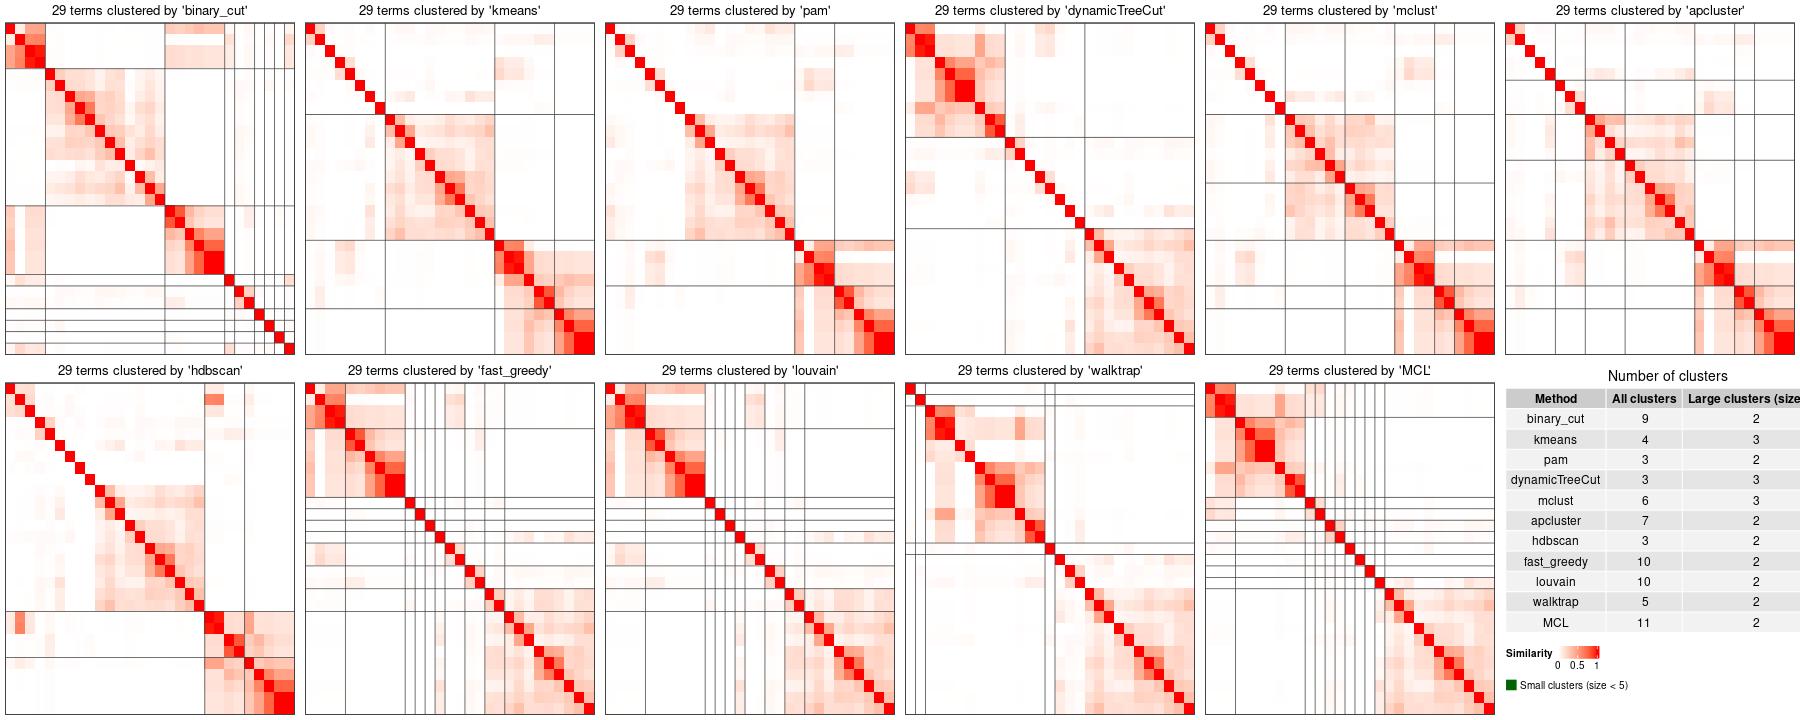 29 terms clustered by 'binary_cut'
29 terms clustered by 'kmeans'
29 terms clustered by 'pam'
29 terms clustered by 'dynamicTreeCut'
29 terms clustered by 'mclust'
29 terms clustered by 'apcluster'
29 terms clustered by 'hdbscan'
29 terms clustered by 'fast_greedy'
29 terms clustered by 'louvain'
29 terms clustered by 'walktrap'
29 terms clustered by 'MCL'
Number of clusters
Method All clusters Large clusters (size
binary_cut 9 2
kmeans 4 3
pam 3 2
dynamicTreeCut 3 3
mclust 6 3
apcluster 7 2
hdbscan 3 2
fast_greedy 10 2
louvain 10 2
walktrap 5 2
MCL 11 2
Similarity
0 0.5 1
Small clusters (size < 5)